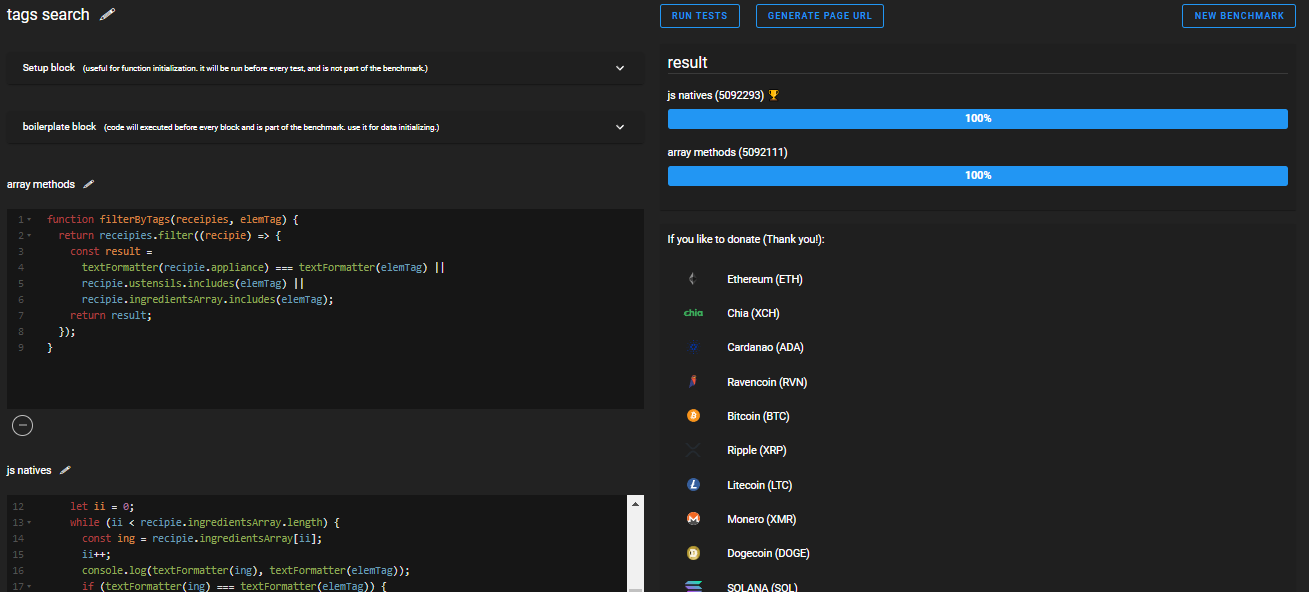 tags search
RUN TESTS
GENERATE PAGE URL
NEW BENCHMARK
Setup block (useful for function initialization. it will be run before every test, and is not part of the benchmark.)
boilerplate block (code will executed before every block and is part of the benchmark. use it for data initializing.)
array methods
1 function filterByTags(receipies, elemTag) {
2 return receipies.filter((recipie) => {
3 const result =
4 textFormatter(recipie.appliance) === textFormatter(elemTag) ||
5 recipie.ustensils.includes(elemTag) ||
6 recipie.ingredientsArray.includes(elemTag);
7 return result;
8 });
9 }
js natives
12 let ii = 0;
13 while (ii < recipie.ingredientsArray.length) {
14 const ing = recipie.ingredientsArray[ii];
15 ii++;
16 console.log(textFormatter(ing), textFormatter(elemTag));
17 if (textFormatter(ing) === textFormatter(elemTag)) {
result
js natives (5092293)
100%
array methods (5092111)
100%
If you like to donate (Thank you!):
Ethereum (ETH)
chia Chia (XCH)
Cardanao (ADA)
Ravencoin (RVN)
Bitcoin (BTC)
Ripple (XRP)
Litecoin (LTC)
Monero (XMR)
Dogecoin (DOGE)
SOLANA (SOL)